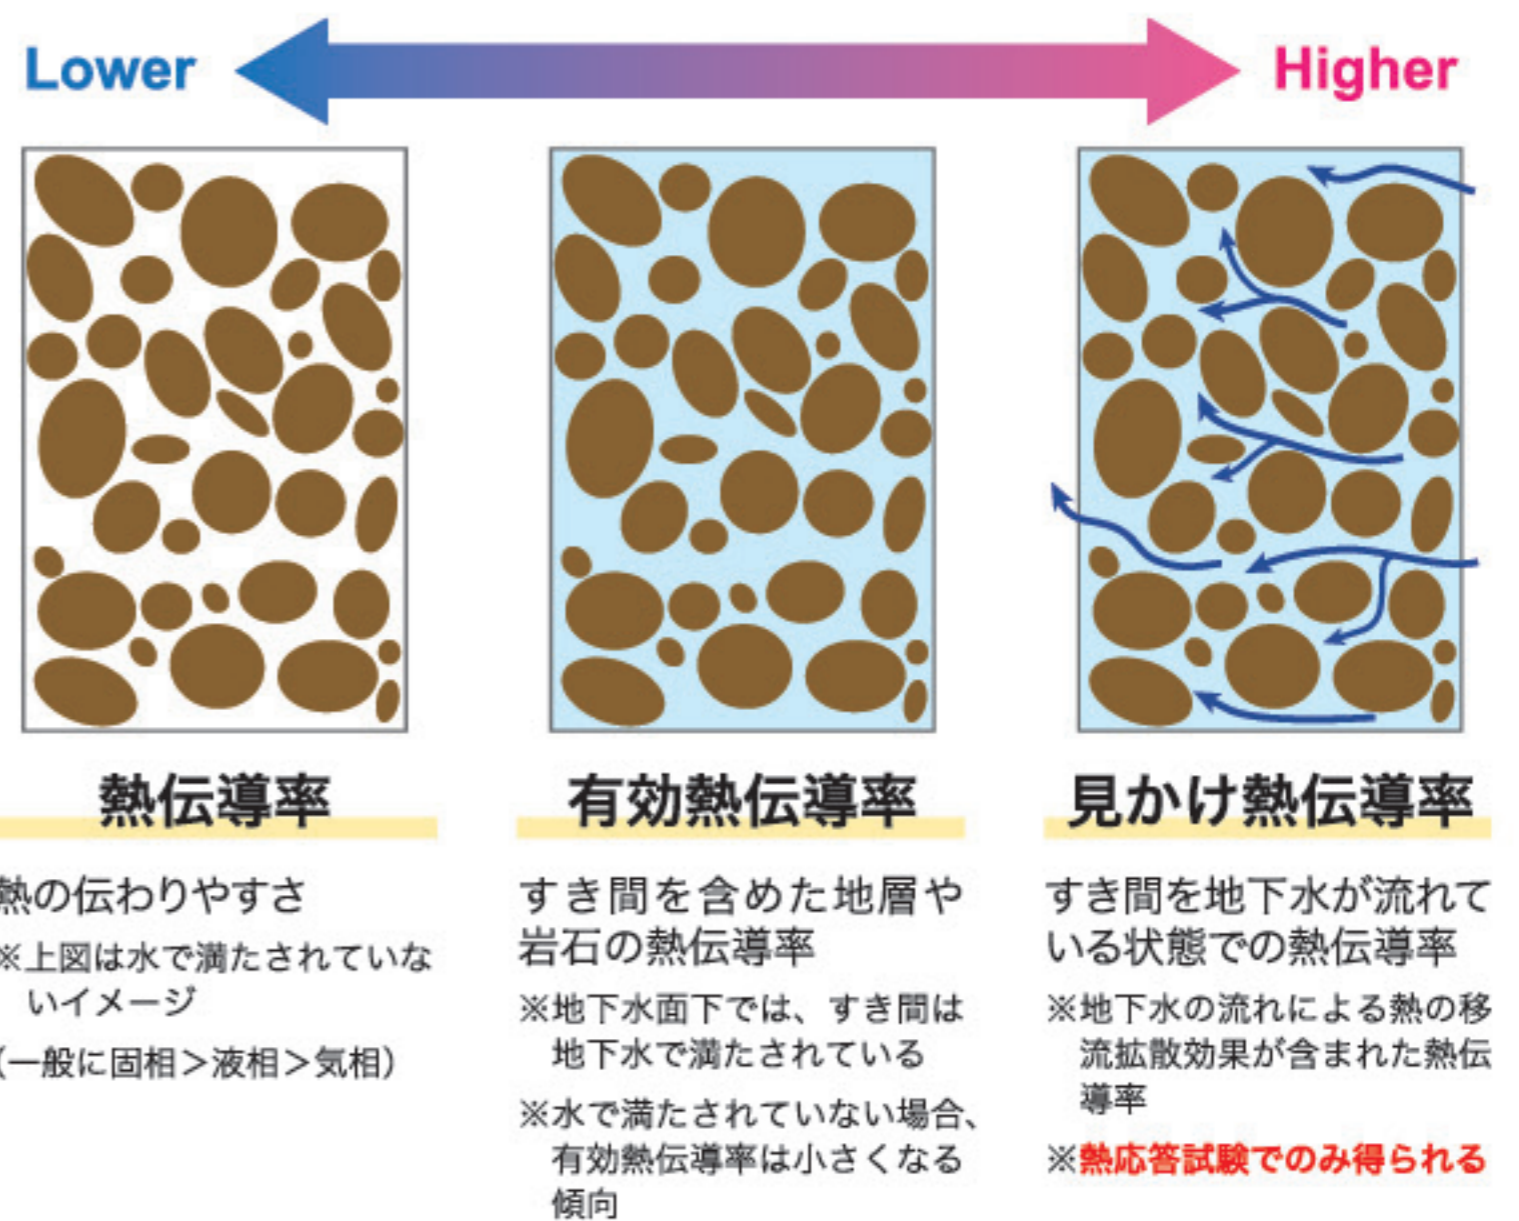 Lower
Higher
熱伝導率
熱の伝わりやすさ
※上図は水で満たされていな
いイメージ
(一般に固相＞液相＞気相)
有効熱伝導率
すき間を含めた地層や
岩石の熱伝導率
※地下水面下では、すき間は
地下水で満たされている
※水で満たされていない場合、
有効熱伝導率は小さくなる
傾向
見かけ熱伝導率
すき間を地下水が流れて
いる状態での熱伝導率
※地下水の流れによる熱の移
流拡散効果が含まれた熱伝
導率
※熱応答試験でのみ得られる